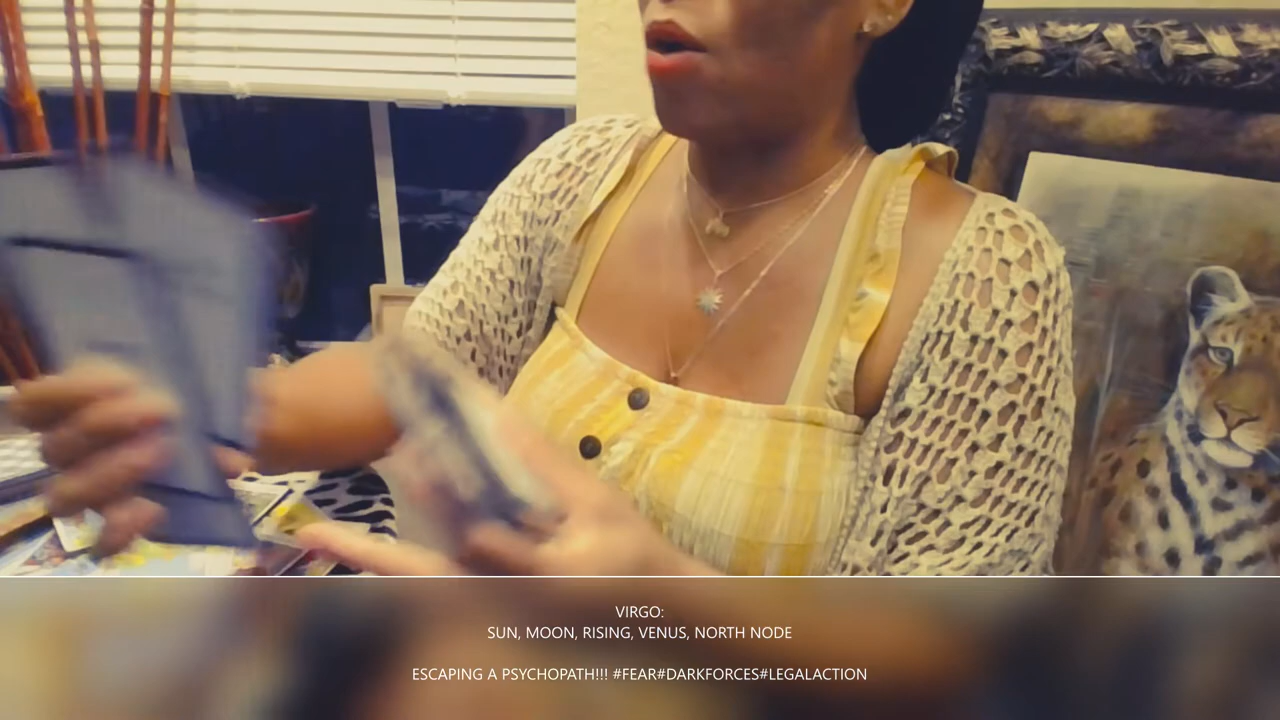 VIRGO:
SUN, MOON, RISING, VENUS, NORTH NODE
ESCAPING A PSYCHOPATH!!! #FEAR#DARKFORCES#LEGALACTION